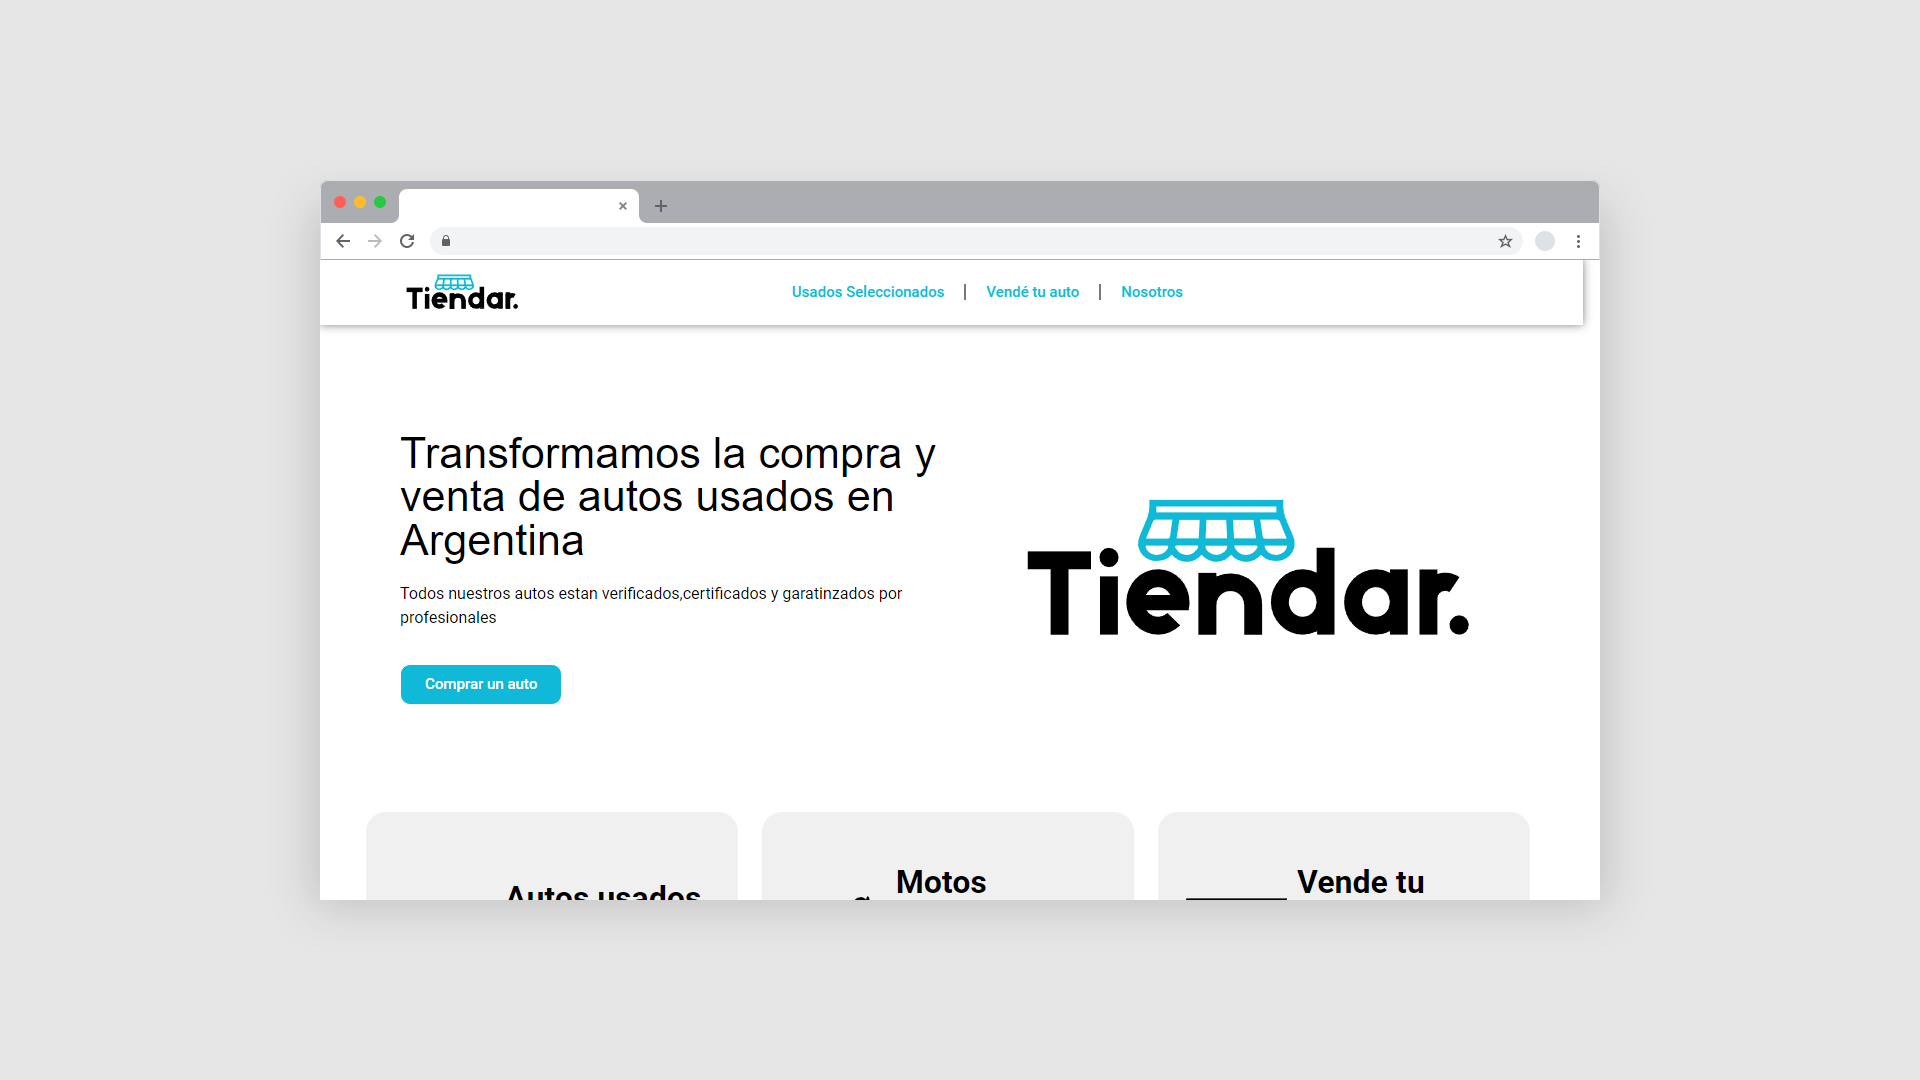 Tiendar.
Usados Seleccionados
Vendé tu auto
Nosotros
Transformamos la compra y
venta de autos usados en
Argentina
Todos nuestros autos estan verificados,certificados y garatinzados por
profesionales
Comprar un auto
Tiendar.
Autos usados
Motos
Vende tu